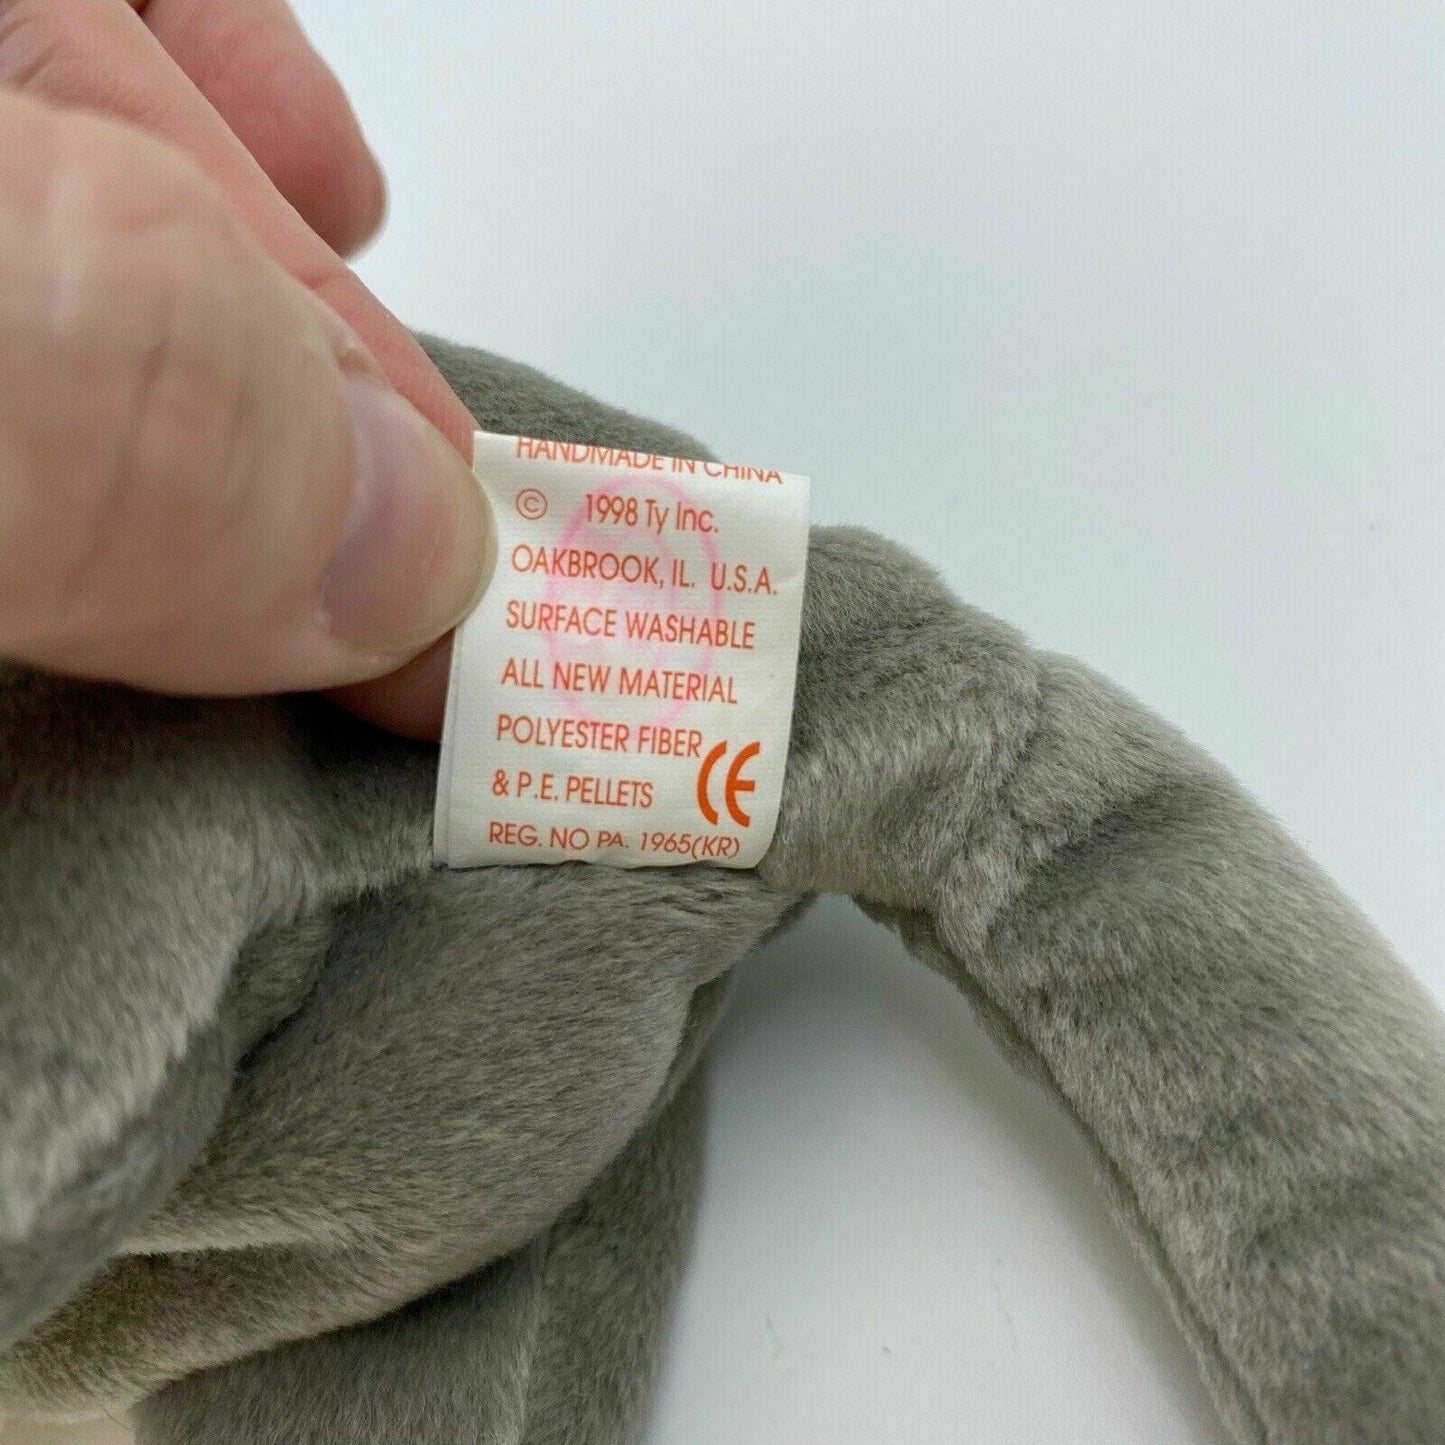 HANDMADE IN CHINA
© 1998 Ty Inc.
OAKBROOK, IL. U.S.A.
SURFACE WASHABLE
ALL NEW MATERIAL
POLYESTER FIBER
& P.E. PELLETS CE
REG. NO PA. 1965(KR)